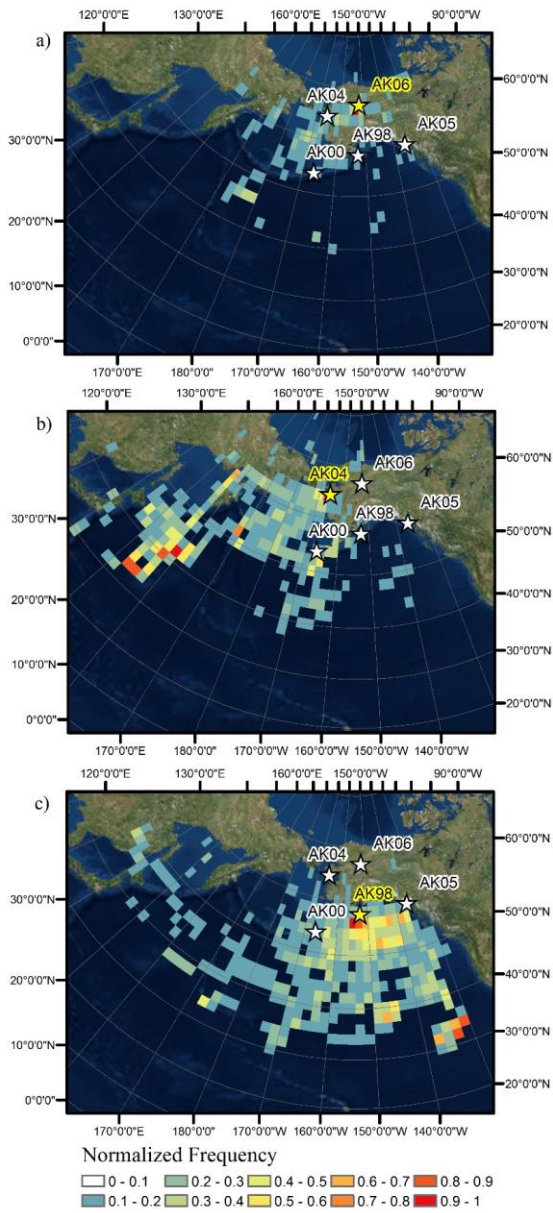 120°0'0"E 130°0'0"E 160°0'0"E 150°0'0"W 90°0'0"W
a)
60°0'0"N
AK06
AK04
30°0'0"N
AK98 AK05
AK00
50°0'0"N
20°0'0"N
40°0'0"N
10°0'0"N
30°0'0"N
0°0'0"
20°0'0"N
170°0'0"E 180°0'0" 170°0'0"W 160°0'0"W 150°0'0"W 140°0'0"W
120°0'0"E 130°0'0"E 160°0'0"E 150°0'0"W 90°0'0"W
b)
60°0'0"N
AK06
AK04
30°0'0"N
AK98 AK05
AK00
50°0'0"N
20°0'0"N
40°0'0"N
10°0'0"N
30°0'0"N
0°0'0"N
20°0'0"N
170°0'0"E 180°0'0" 170°0'0"W 160°0'0"W 150°0'0"W 140°0'0"W
120°0'0"E 130°0'0"E 160°0'0"E 150°0'0"W 90°0'0"W
c)
60°0'0"N
AK06
AK04
30°0'0"N
AK98 AK05
AK00
50°0'0"N
20°0'0"N
40°0'0"N
10°0'0"N
30°0'0"N
0°0'0"N
20°0'0"N
170°0'0"E 180°0'0" 170°0'0"W 160°0'0"W 150°0'0"W 140°0'0"W
Normalized Frequency
0 - 0.1 0.2 - 0.3 0.4 - 0.5 0.6 - 0.7 0.8 - 0.9
0.1 - 0.2 0.3 - 0.4 0.5 - 0.6 0.7 - 0.8 0.9 - 1